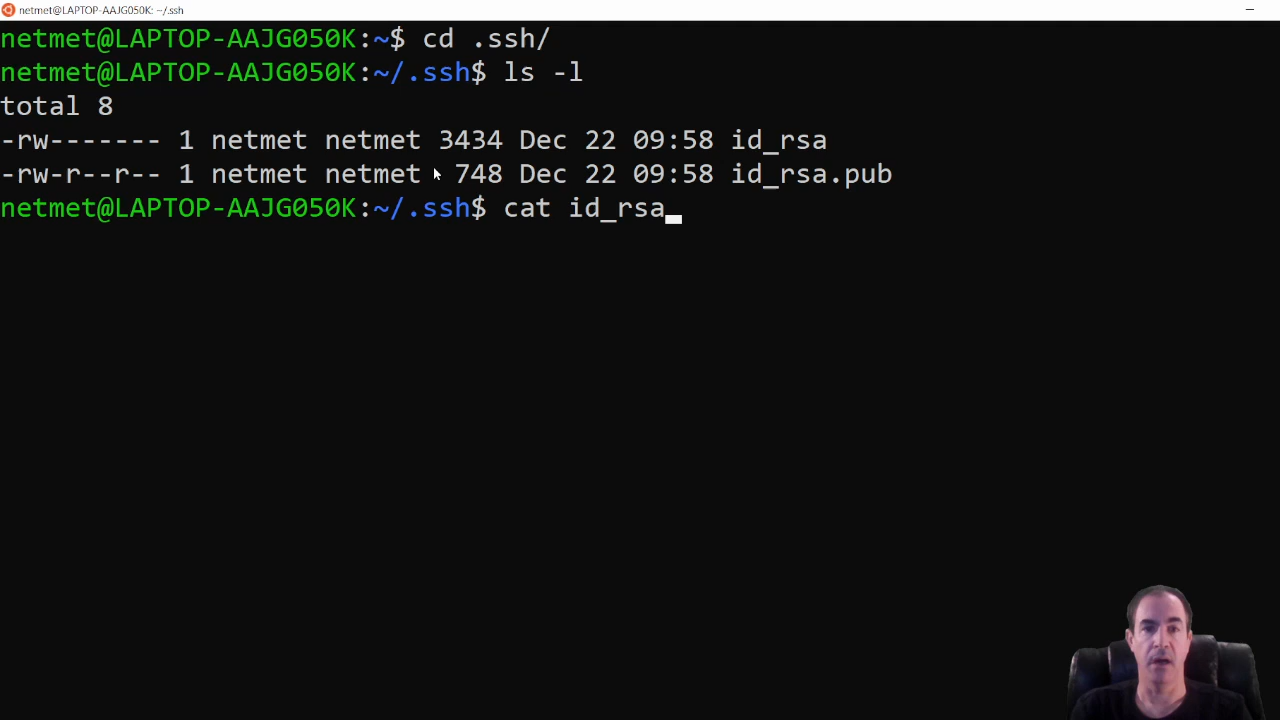 netmet@LAPTOP-AAJG050K: ~/.ssh
netmet@LAPTOP-AAJG050K:~$ cd .ssh/
netmet@LAPTOP-AAJG050K:~/.ssh$ ls -l
total 8
-rw------- 1 netmet netmet 3434 Dec 22 09:58 id_rsa
-rw-r--r-- 1 netmet netmet  748 Dec 22 09:58 id_rsa.pub
netmet@LAPTOP-AAJG050K:~/.ssh$ cat id_rsa